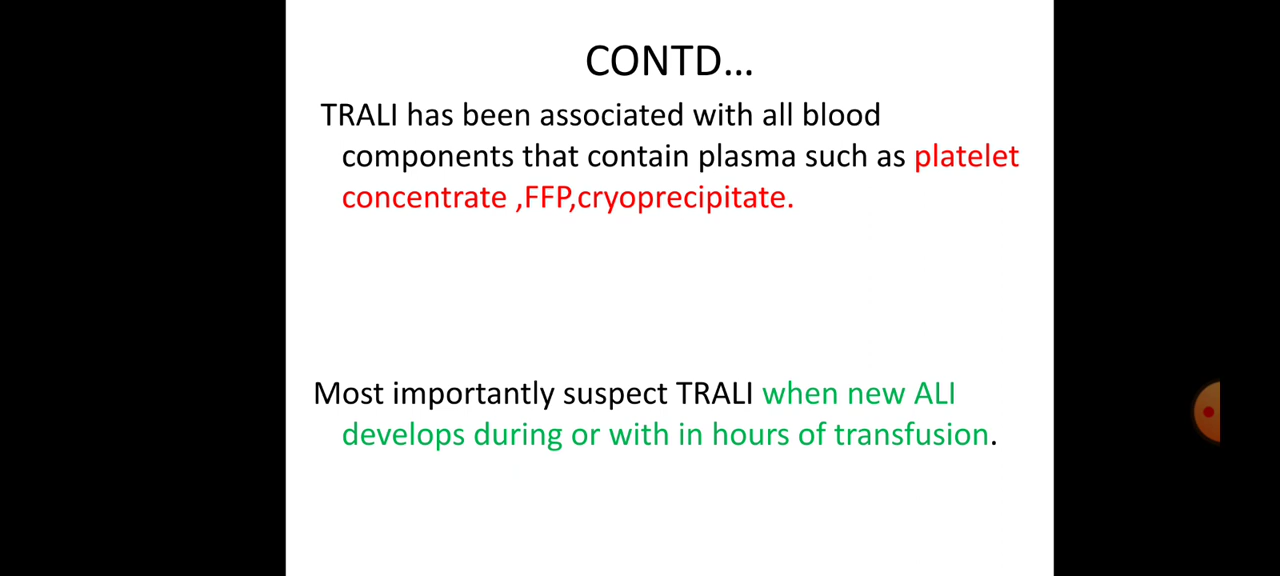 CONTD...
TRALI has been associated with all blood
components that contain plasma such as platelet
concentrate ,FFP,cryoprecipitate.
Most importantly suspect TRALI when new ALI
develops during or with in hours of transfusion.